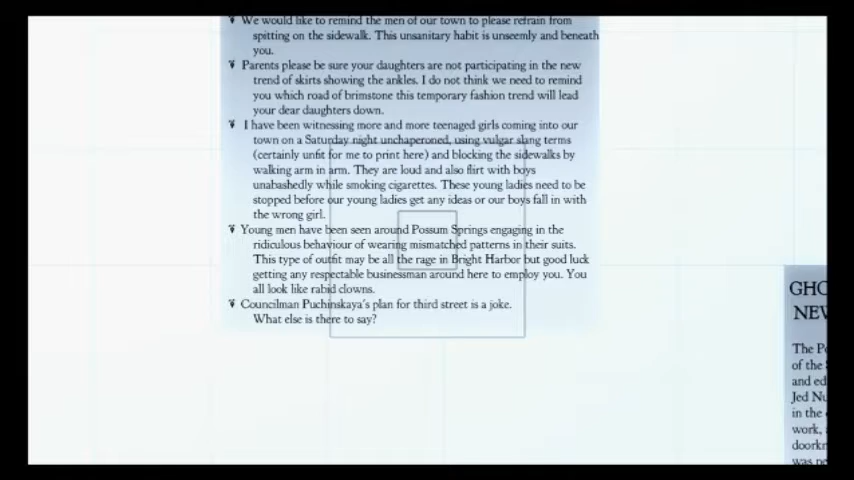 We would like to remind the men of our town to please refrain from
spitting on the sidewalk. This unsanitary habit is unseemly and beneath
you.
Parents please be sure your daughters are not participating in the new
trend of skirts showing the ankles. I do not think we need to remind
you which road of brimstone this temporary fashion trend will lead
your dear daughters down.
I have been witnessing more and more teenaged girls coming into our
town on a Saturday night unchaperoned, using vulgar slang terms
(certainly unfit for me to print here) and blocking the sidewalks by
walking arm in arm. They are loud and also flirt with boys
unabashedly while smoking cigarettes. These young ladies need to be
stopped before our young ladies get any ideas or our boys fall in with
the wrong girl.
Young men have been seen around Possum Springs engaging in the
ridiculous behaviour of wearing mismatched patterns in their suits.
This type of outfit may be all the rage in Bright Harbor but good luck
getting any respectable businessman around here to employ you. You
all look like rabid clowns.
Councilman Puchinskaya's plan for third street is a joke.
What else is there to say?
GHO
NEW
The Po
of the
and ed
Jed Nu
in the
work,
doorkn
was pe